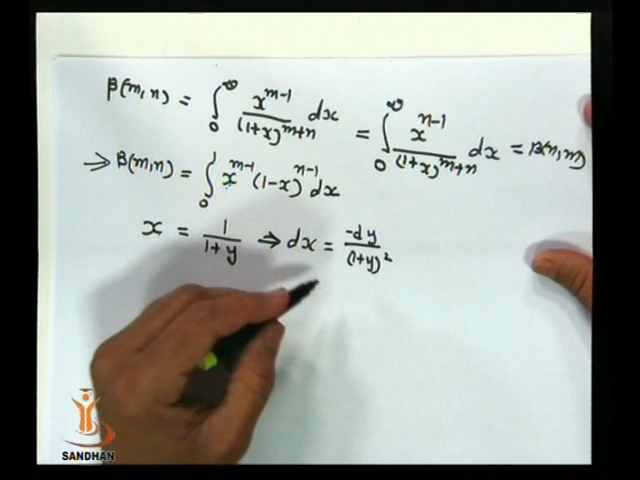 β(m,n) = ∫₀^∞ x^{m-1}/(1+x)^{m+n} dx = ∫₀^∞ x^{n-1}/(1+x)^{m+n} dx = β(n,m)
⇒ β(m,n) = ∫₀^1 x^{m-1} (1-x)^{n-1} dx
x = 1/(1+y) ⇒ dx = -dy/(1+y)²
SANDHAN